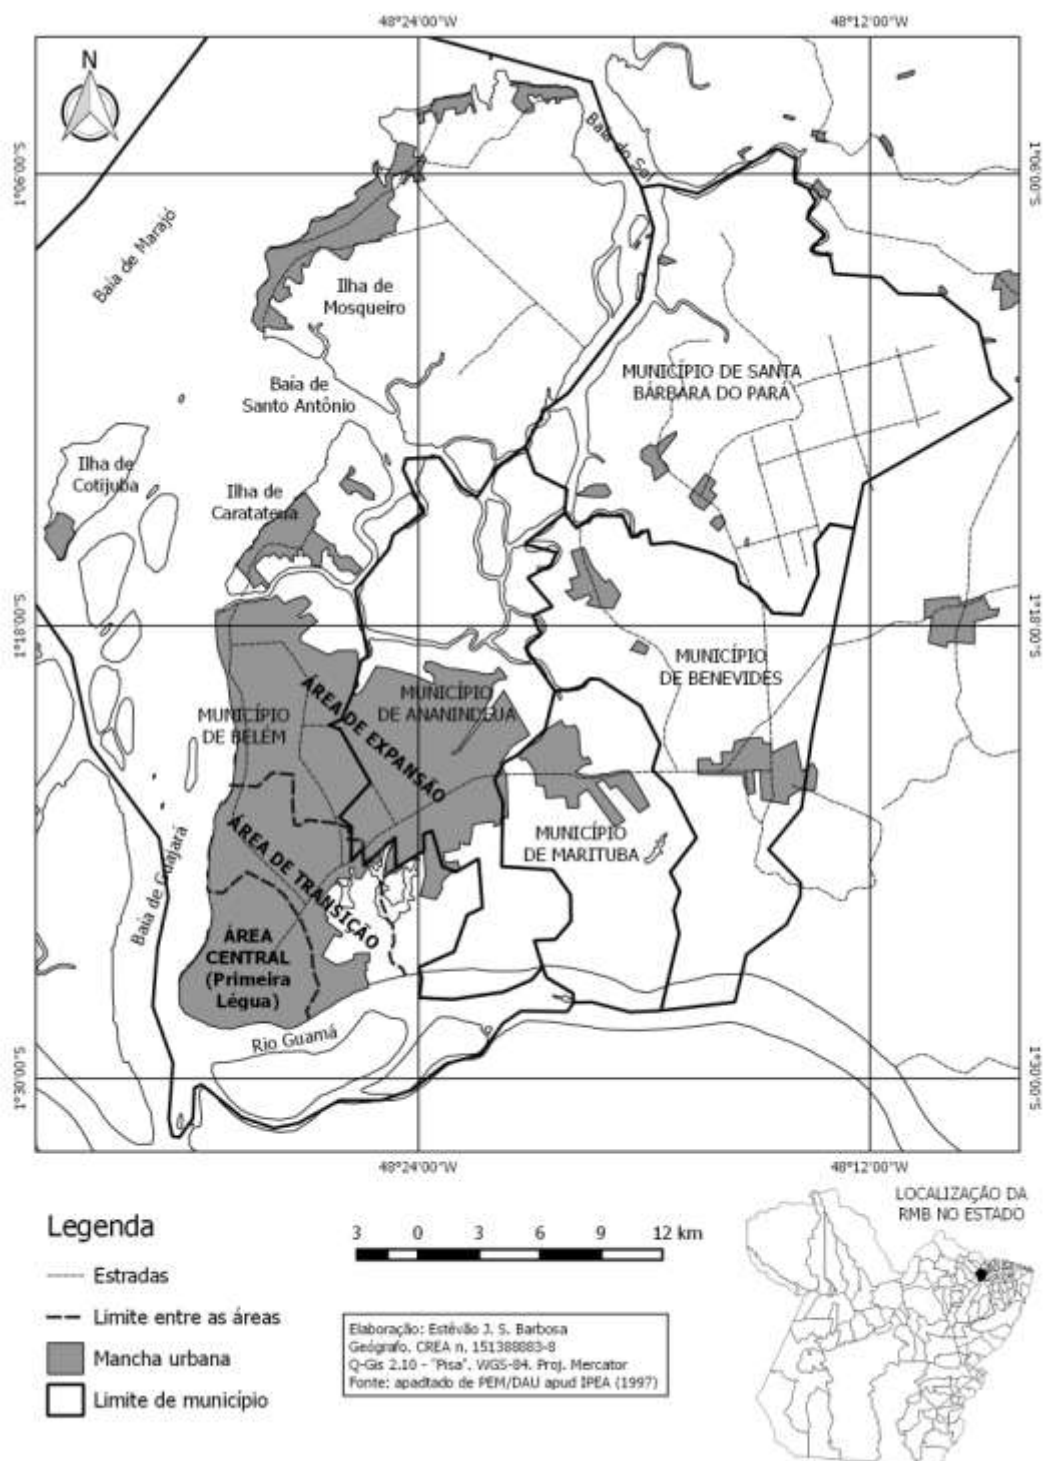 48°24'00"W
48°12'00"W
N
1°06'00"S
1°06'00"S
Baía do Sol
Baía de Marajó
Ilha de
Mosqueiro
MUNICÍPIO DE SANTA
BÁRBARA DO PARÁ
Baía de
Santo Antônio
Ilha de
Cotijuba
Ilha de
Caratateua
1°18'00"S
1°18'00"S
MUNICÍPIO
DE BENEVIDES
MUNICÍPIO
DE ANANINDEUA
MUNICÍPIO
DE BELÉM
ÁREA DE EXPANSÃO
MUNICÍPIO
DE MARITUBA
ÁREA DE TRANSIÇÃO
Baía de Guajará
ÁREA
CENTRAL
(Primeira
Légua)
Rio Guamá
1°30'00"S
1°30'00"S
48°24'00"W
48°12'00"W
LOCALIZAÇÃO DA
RMB NO ESTADO
Legenda
3 0 3 6 9 12 km
Estradas
Limite entre as áreas
Mancha urbana
Limite de município
Elaboração: Estêvão J. S. Barbosa
Geógrafo. CREA n. 151388883-8
Q-Gis 2.10 - "Pisa". WGS-84. Proj. Mercator
Fonte: apadtado de PEM/DAU apud IPEA (1997)